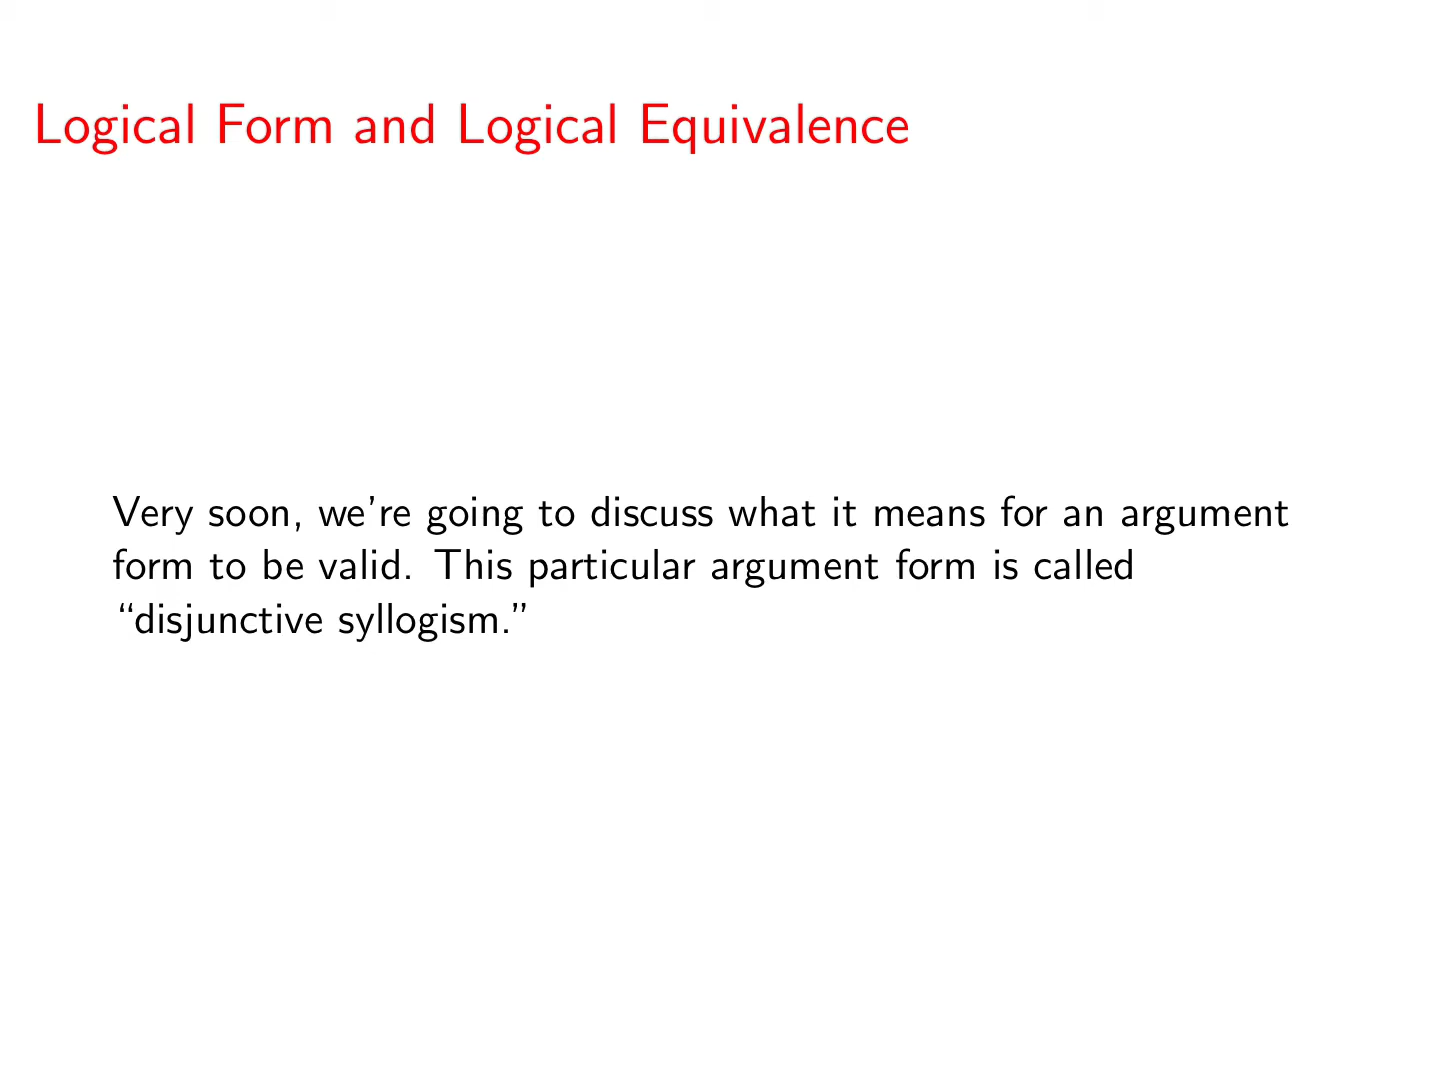 Logical Form and Logical Equivalence
Very soon, we're going to discuss what it means for an argument
form to be valid. This particular argument form is called
“disjunctive syllogism.”